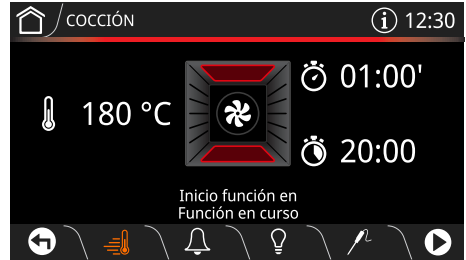 COCCIÓN
i 12:30
01:00'
180 °C
20:00
Inicio función en
Función en curso